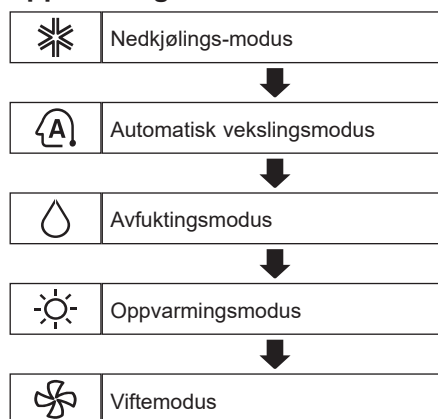 Nedkjølings-modus
A
Automatisk vekslingsmodus
Avfuktingsmodus
Oppvarmingsmodus
Viftemodus